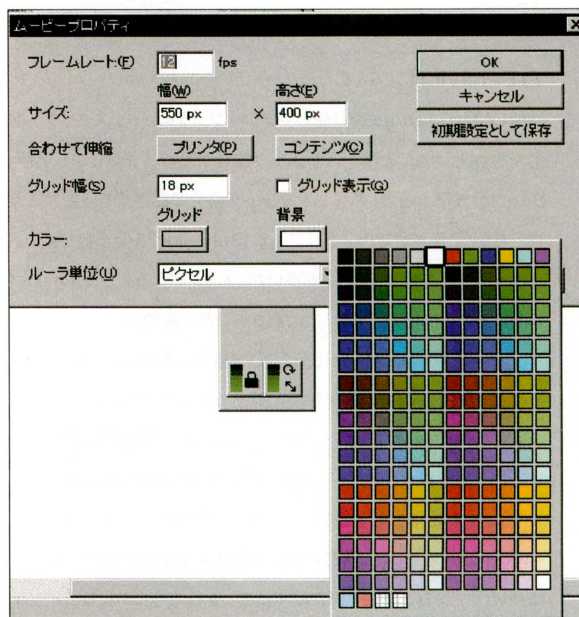 ムービープロパティ
フレームレート:(F) 12 fps
幅(W) 高さ(E)
サイズ: 550 px × 400 px
合わせて伸縮 プリンタ(P) コンテンツ(C)
グリッド幅(S) 18 px グリッド表示(G)
グリッド 背景
カラー:
ルーラ単位(U) ピクセル
OK
キャンセル
初期設定として保存